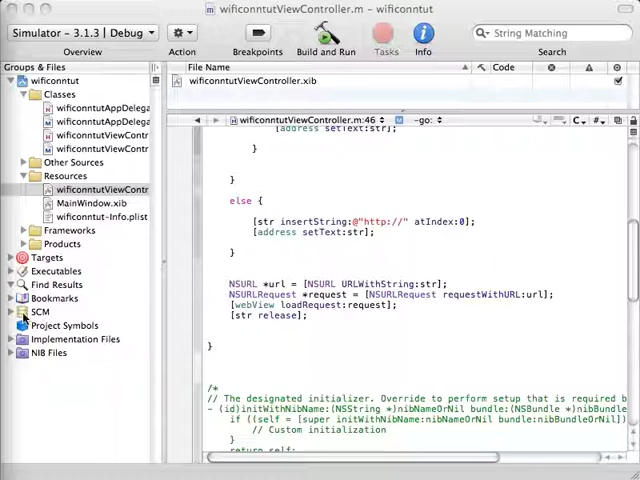 wificonntutViewController.m – wificonntut
Simulator - 3.1.3 | Debug
String Matching
Overview
Action
Breakpoints
Build and Run
Tasks
Info
Search
Groups & Files
File Name
Code
wificonntut
wificonntutViewController.xib
Classes
wificonntutAppDelega
wificonntutAppDelega
wificonntutViewContr
wificonntutViewContr
Other Sources
Resources
wificonntutViewContr
MainWindow.xib
wificonntut-Info.plist
Frameworks
Products
Targets
Executables
Find Results
Bookmarks
SCM
Project Symbols
Implementation Files
NIB Files
wificonntutViewController.m:46
-go:
C
#
[address setText:str];
}
}
else {
[str insertString:@"http://" atIndex:0];
[address setText:str];
}
NSURL *url = [NSURL URLWithString:str];
NSURLRequest *request = [NSURLRequest requestWithURL:url];
[webView loadRequest:request];
[str release];
}
/*
// The designated initializer. Override to perform setup that is required b
- (id)initWithNibName:(NSString *)nibNameOrNil bundle:(NSBundle *)nibBundle
if ((self = [super initWithNibName:nibNameOrNil bundle:nibBundleOrNil])
// Custom initialization
}
return self;